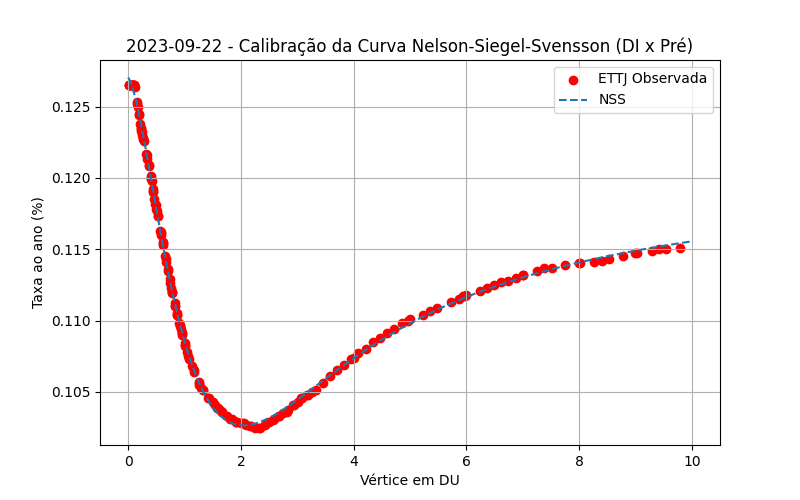 2023-09-22 - Calibração da Curva Nelson-Siegel-Svensson (DI x Pré)
ETTJ Observada
NSS
Taxa ao ano (%)
0.125
0.120
0.115
0.110
0.105
0 2 4 6 8 10
Vértice em DU